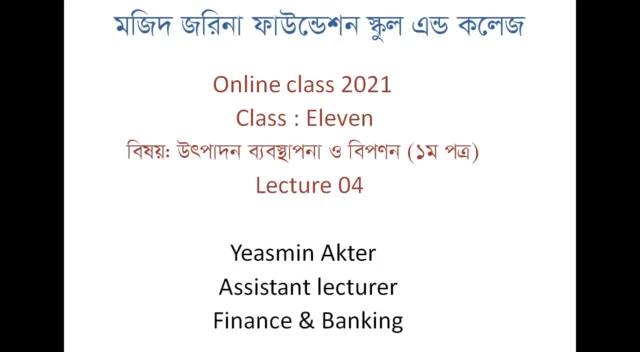 মজিদ জরিনা ফাউন্ডেশন স্কুল এন্ড কলেজ
Online class 2021
Class : Eleven
বিষয়: উৎপাদন ব্যবস্থাপনা ও বিপণন (১ম পত্র)
Lecture 04
Yeasmin Akter
Assistant lecturer
Finance & Banking